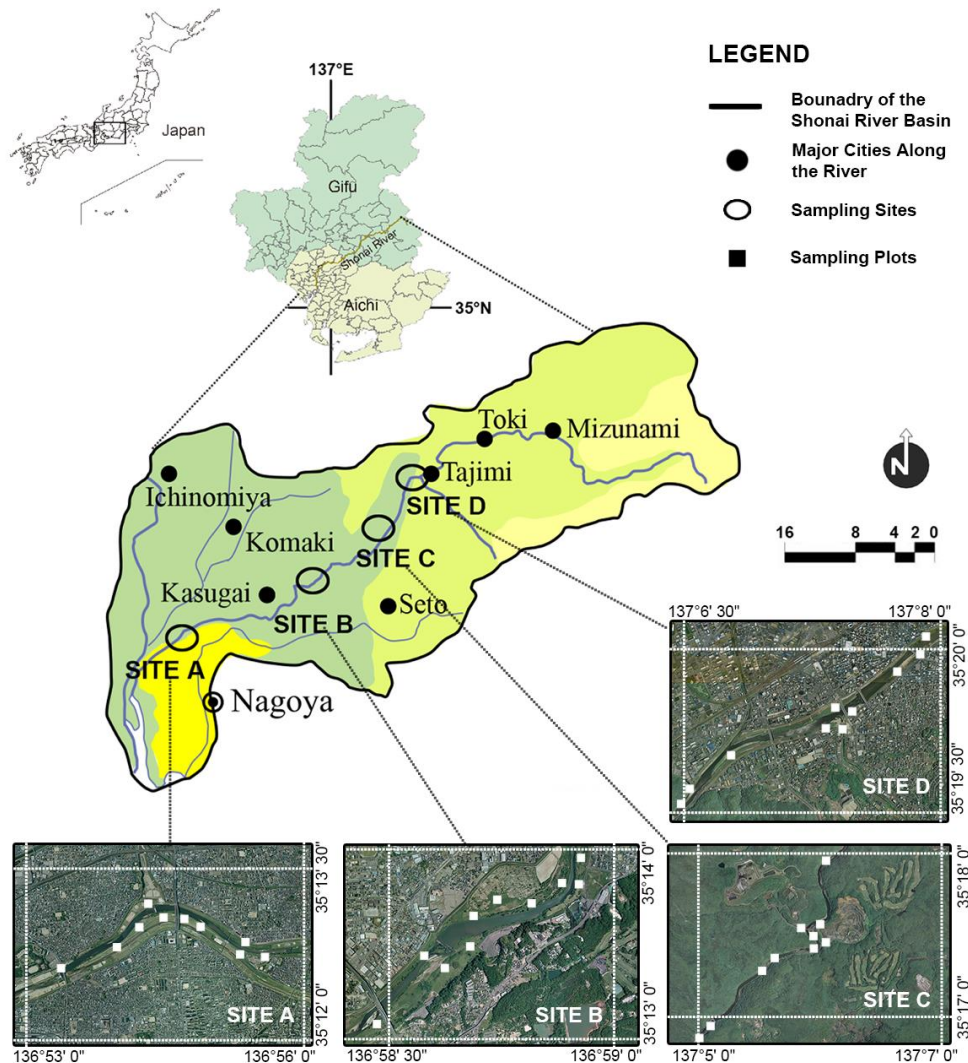 Japan
137°E
Gifu
Shonai River
Aichi
35°N
LEGEND
Bounadry of the
Shonai River Basin
Major Cities Along
the River
Sampling Sites
Sampling Plots
N
16 8 4 2 0
Toki
Mizunami
Tajimi
SITE D
Ichinomiya
Komaki
SITE C
Kasugai
SITE B
Seto
SITE A
Nagoya
137°6' 30" 137°8' 0"
35°20' 0"
35°19' 30"
SITE D
35°13' 30"
35°12' 0"
SITE A
136°53' 0" 136°56' 0"
35°14' 0"
35°13' 0"
SITE B
136°58' 30" 136°59' 0"
35°18' 0"
35°17' 0"
SITE C
137°5' 0" 137°7' 0"